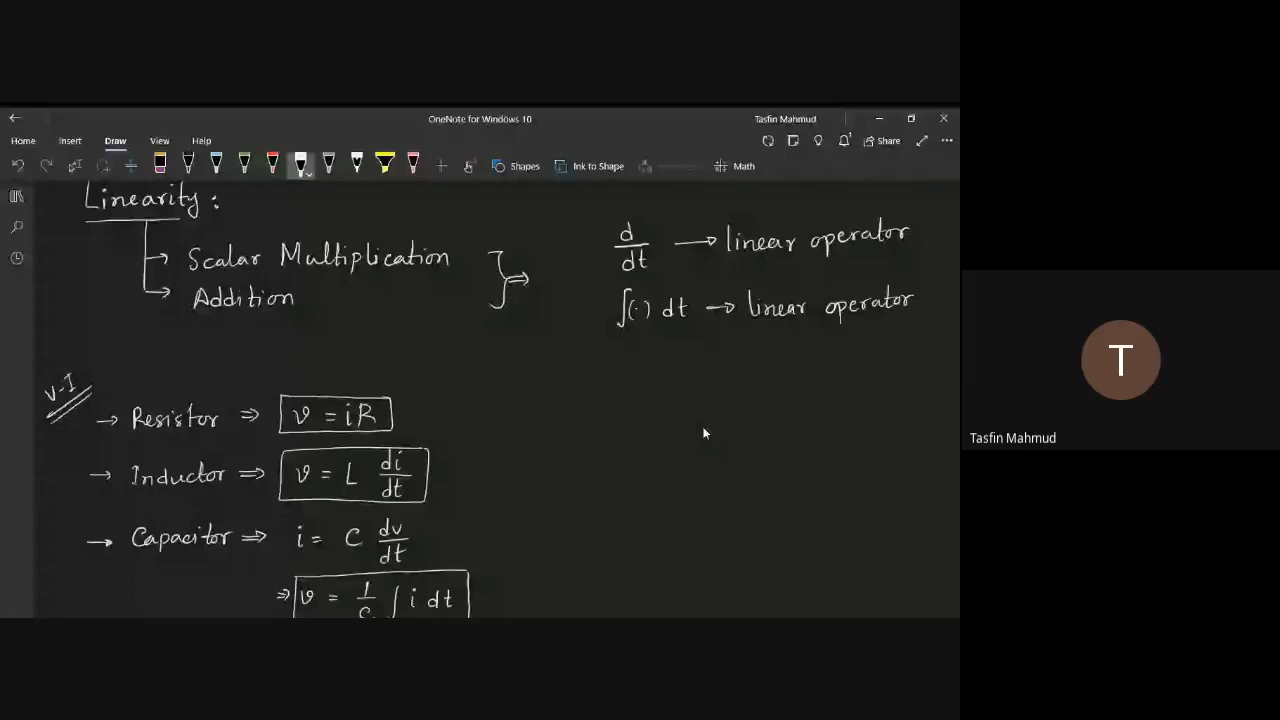 OneNote for Windows 10
Tasfin Mahmud
Home Insert Draw View Help
Share
Shapes Ink to Shape Math
Linearity :
→ Scalar Multiplication
→ Addition
} ⇒
d/dt → linear operator
∫(·) dt → linear operator
V-I
→ Resistor ⇒ v = iR
→ Inductor ⇒ v = L di/dt
→ Capacitor ⇒ i = C dv/dt
⇒ v = 1/C ∫ i dt
T
Tasfin Mahmud